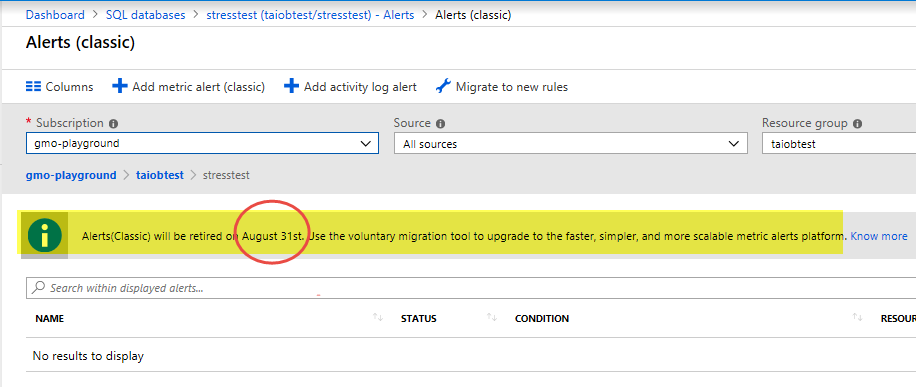 Dashboard > SQL databases > stresstest (taiobtest/stresstest) - Alerts > Alerts (classic)
Alerts (classic)
Columns + Add metric alert (classic) + Add activity log alert Migrate to new rules
* Subscription Source Resource group
gmo-playground All sources taiobtest
gmo-playground > taiobtest > stresstest
Alerts(Classic) will be retired on August 31st. Use the voluntary migration tool to upgrade to the faster, simpler, and more scalable metric alerts platform. Know more
Search within displayed alerts...
NAME STATUS CONDITION RESOUR
No results to display